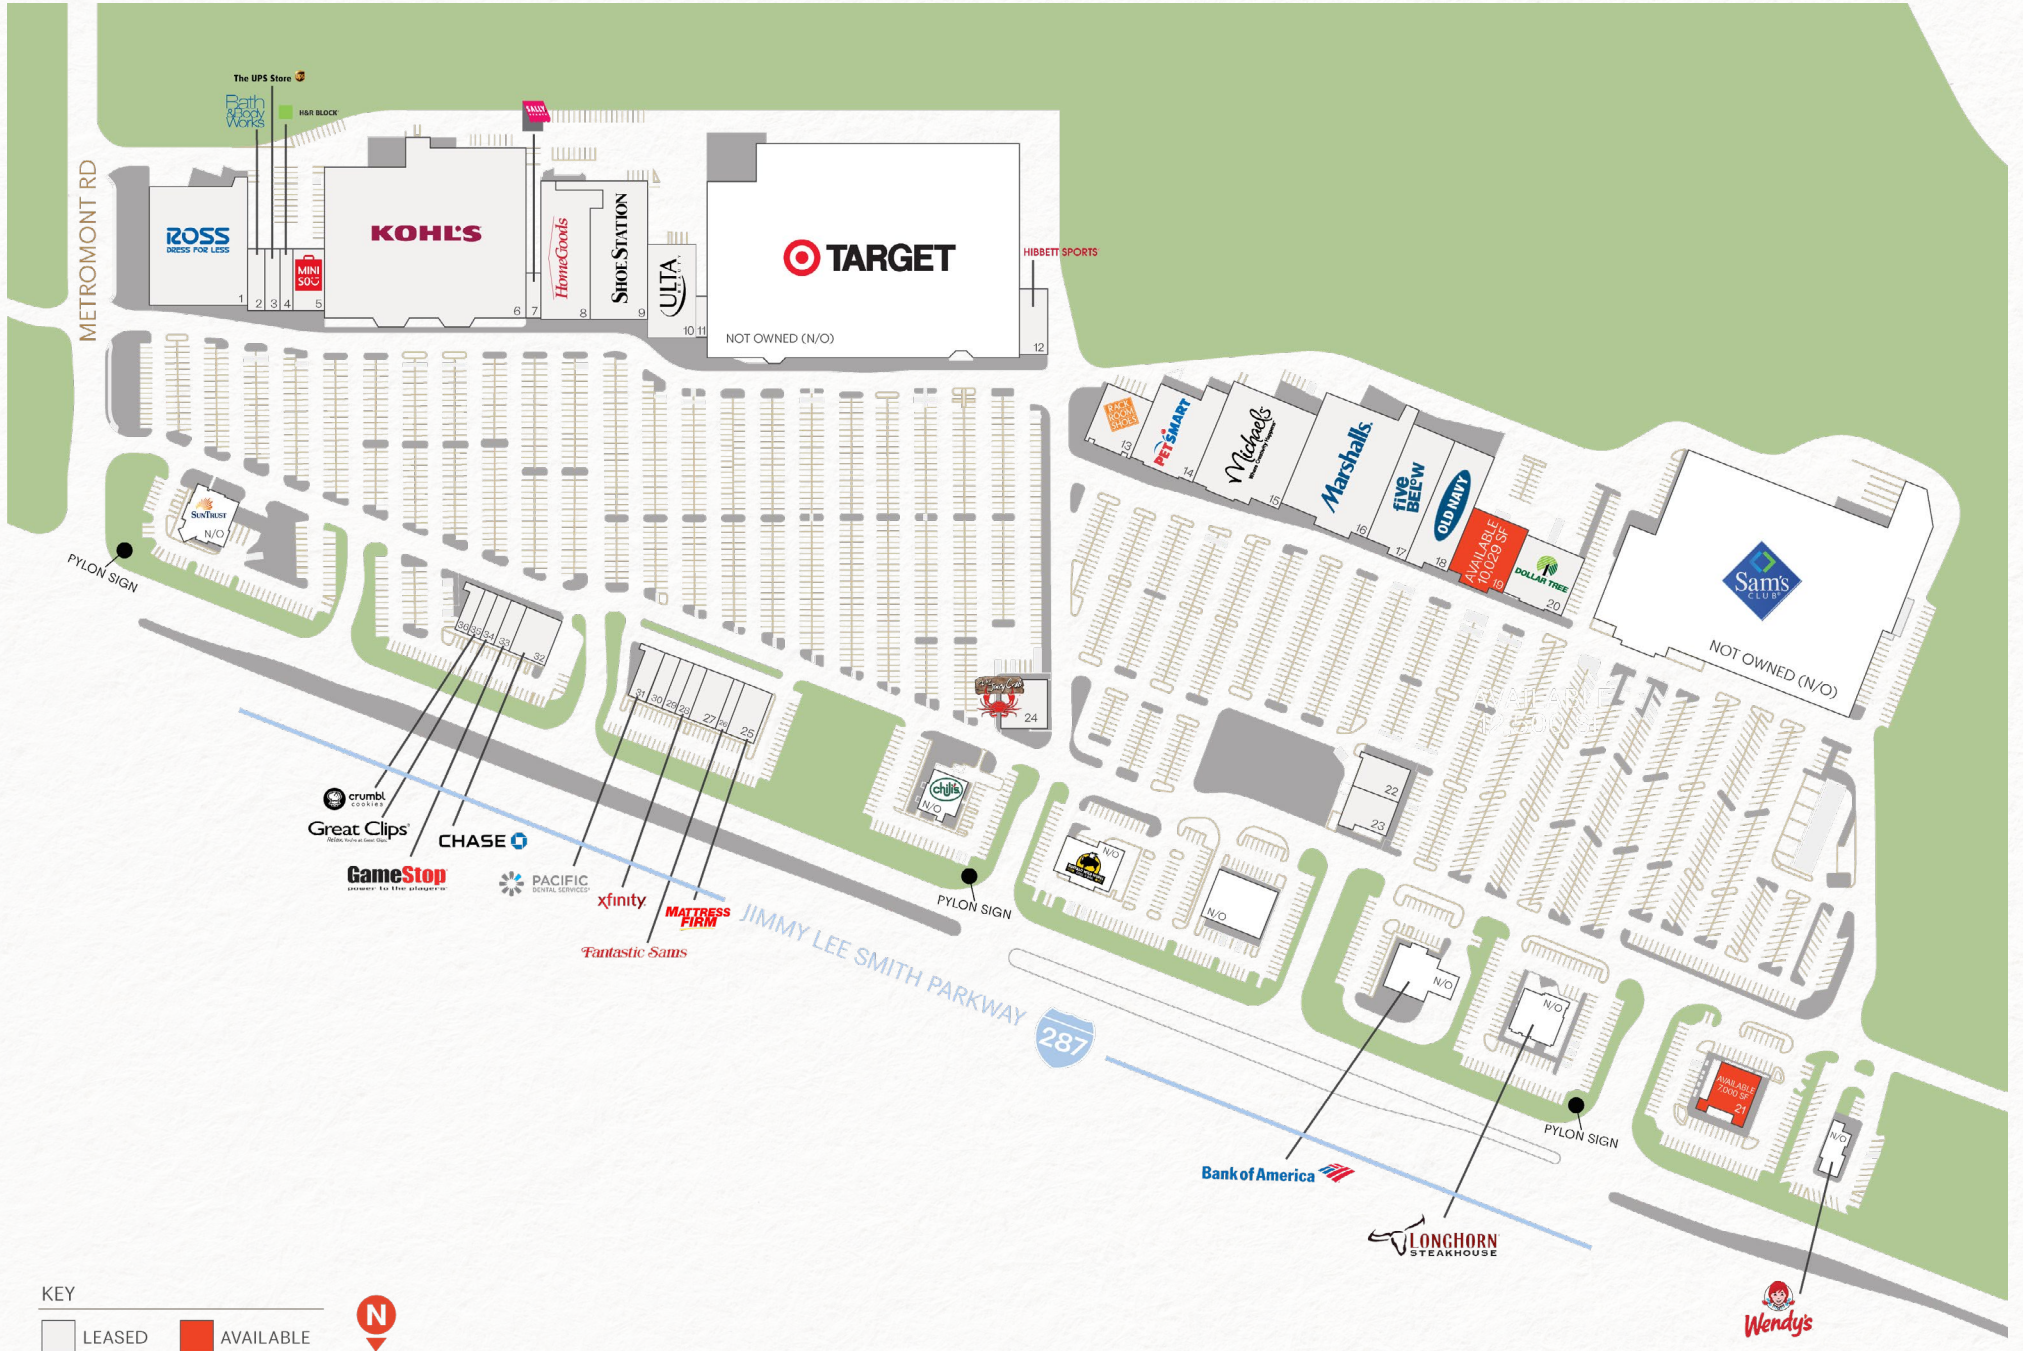 The UPS Store
Bath
&Body
Works
H&R BLOCK
SALLY
METROMONT RD
ROSS
DRESS FOR LESS
1
2
3
4
MINI
SO
5
KOHL'S
6
7
HomeGoods
8
SHOE STATION
9
ULTA
BEAUTY
10
11
TARGET
NOT OWNED (N/O)
HIBBETT SPORTS
12
RACK
ROOM
SHOES
13
PETSMART
14
Michaels
15
Marshalls.
16
five
BEL°W
17
OLD NAVY
18
AVAILABLE
10,029 SF
19
DOLLAR TREE
20
Sam's
CLUB
NOT OWNED (N/O)
SUNTRUST
N/O
PYLON SIGN
36
35
34
33
32
31
30
29
28
27
26
25
24
chili's
N/O
22
23
crumbl
cookies
Great Clips
CHASE
GameStop
power to the players
PACIFIC
DENTAL SERVICES
xfinity
MATTRESS
FIRM
Fantastic Sams
PYLON SIGN
N/O
N/O
JIMMY LEE SMITH PARKWAY
287
N/O
N/O
Bank of America
LONGHORN
STEAKHOUSE
PYLON SIGN
AVAILABLE
7,000 SF
21
N/O
Wendy's
KEY
LEASED
AVAILABLE
N